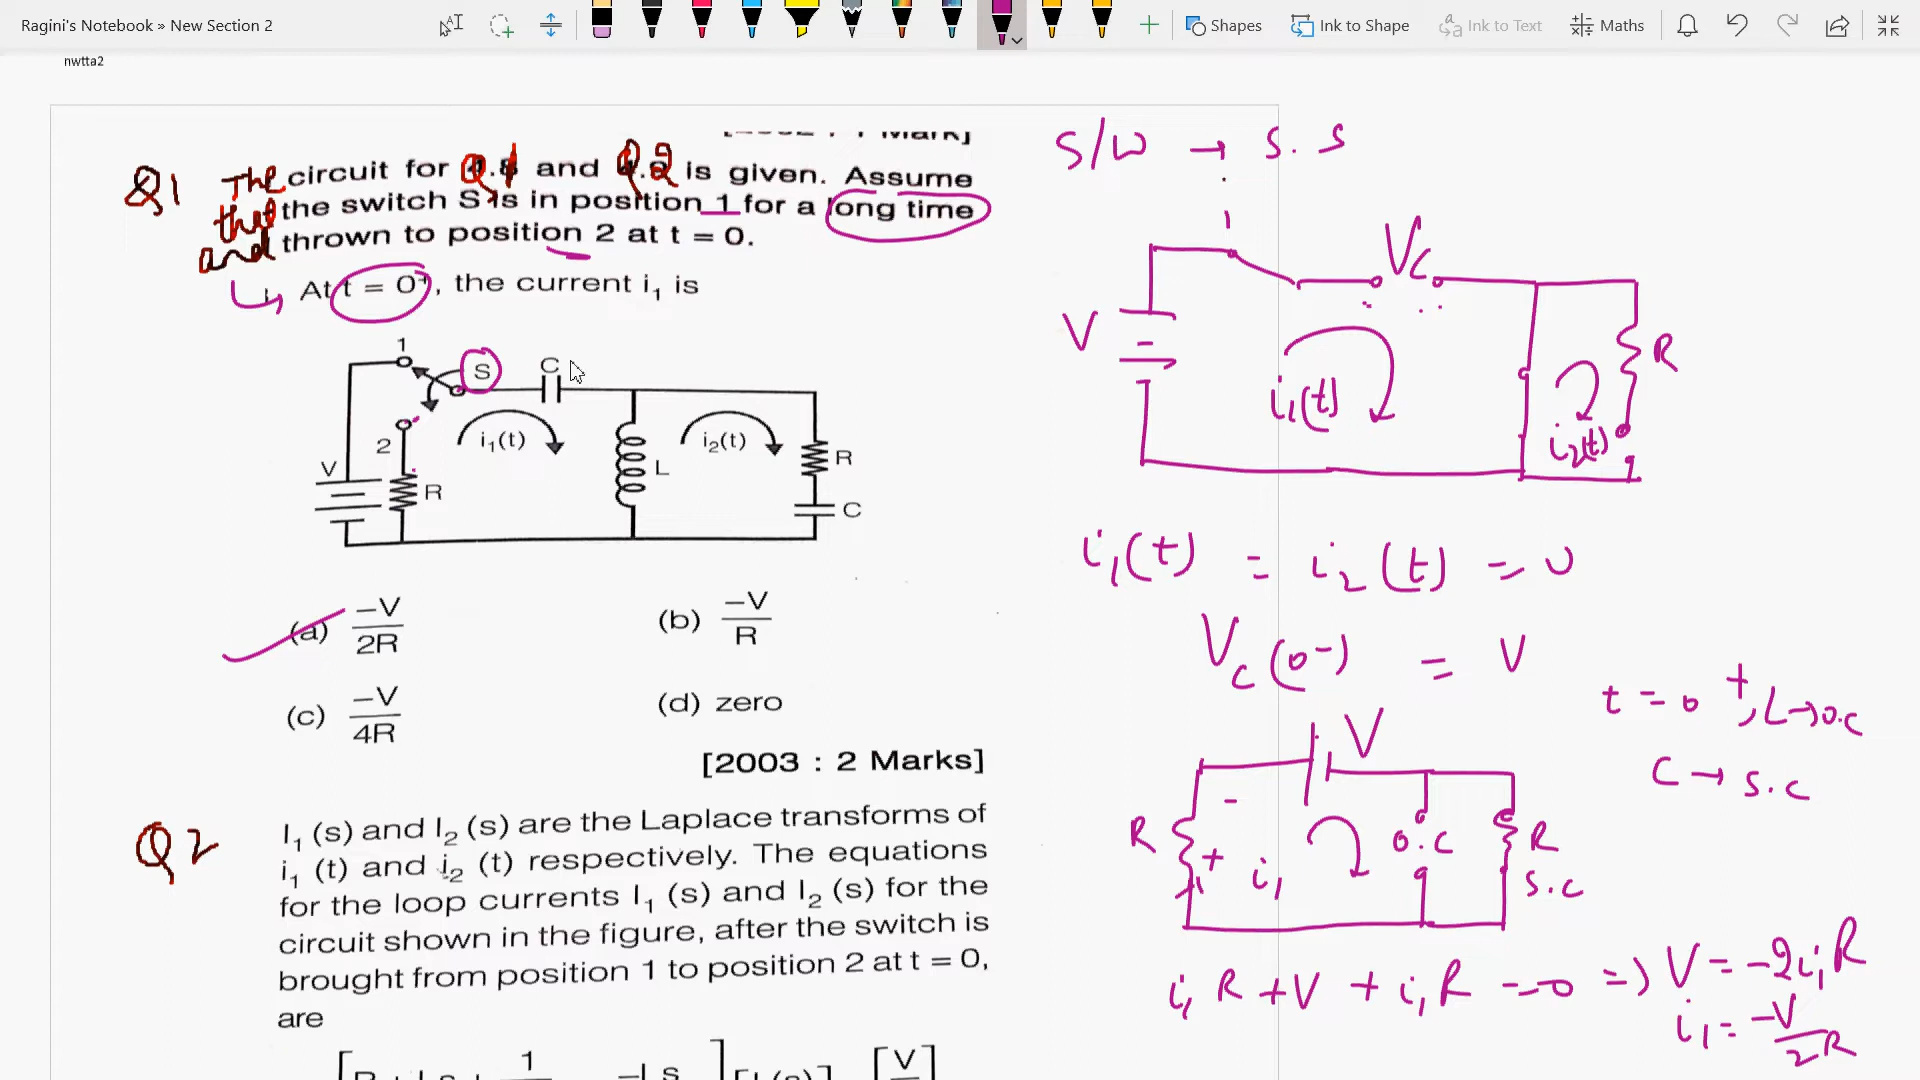 Ragini's Notebook » New Section 2
Shapes
Ink to Shape
Ink to Text
Maths
nwtta2
Q1 The circuit for Q.1 and Q.2 is given. Assume
the switch S is in position 1 for a long time
and thrown to position 2 at t = 0.
At t = 0⁺, the current i₁ is
1
S
C
2
i₁(t)
i₂(t)
V
R
L
R
C
(a) −V/2R
(b) −V/R
(c) −V/4R
(d) zero
[2003 : 2 Marks]
Q2
I₁ (s) and I₂ (s) are the Laplace transforms of
i₁ (t) and i₂ (t) respectively. The equations
for the loop currents I₁ (s) and I₂ (s) for the
circuit shown in the figure, after the switch is
brought from position 1 to position 2 at t = 0,
are
S/W → S.S
1
V_C
V
i₁(t)
i₂(t)
R
i₁(t) = i₂(t) = 0
V_C(0⁻) = V
t = 0⁺, L→O.C
C → S.C
V
R
-
+
i₁
O.C
R
S.C
i₁R + V + i₁R = 0 ⇒ V = -2i₁R
i₁ = -V/2R